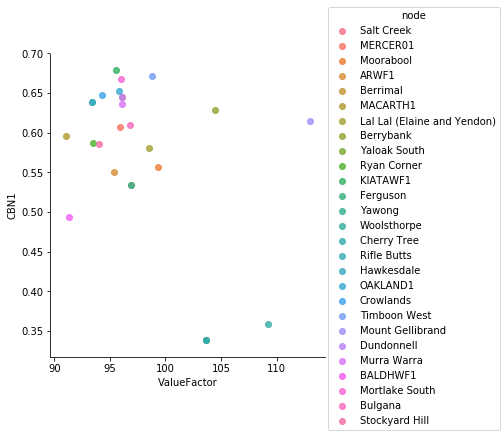 node
Salt Creek
MERCER01
Moorabool
ARWF1
Berrimal
MACARTH1
Lal Lal (Elaine and Yendon)
Berrybank
Yaloak South
Ryan Corner
KIATAWF1
Ferguson
Yawong
Woolsthorpe
Cherry Tree
Rifle Butts
Hawkesdale
OAKLAND1
Crowlands
Timboon West
Mount Gellibrand
Dundonnell
Murra Warra
BALDHWF1
Mortlake South
Bulgana
Stockyard Hill
0.70
0.65
0.60
0.55
0.50
0.45
0.40
0.35
CBN1
90 95 100 105 110
ValueFactor